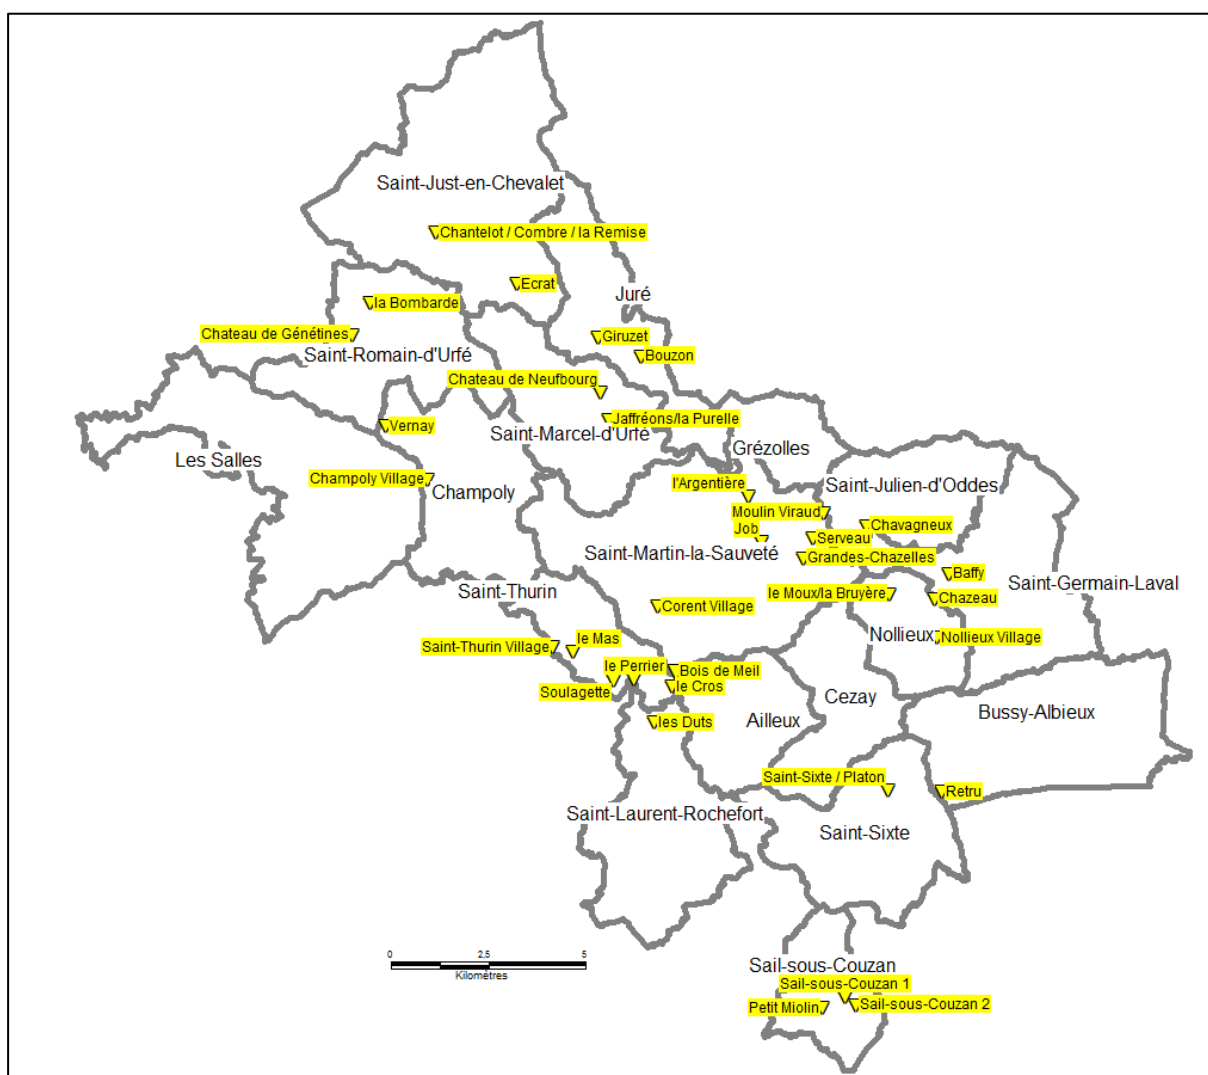 Saint-Just-en-Chevalet
Chantelot / Combre / la Remise
Ecrat
Juré
la Bombarde
Chateau de Génétines
Giruzet
Saint-Romain-d'Urfé
Bouzon
Chateau de Neufbourg
Jaffréons/la Purelle
Vernay
Saint-Marcel-d'Urfé
Grézolles
Les Salles
Champoly Village
l'Argentière
Saint-Julien-d'Oddes
Champoly
Moulin Viraud
Chavagneux
Job
Serveau
Saint-Martin-la-Sauveté
Grandes-Chazelles
Baffy
Saint-Germain-Laval
Saint-Thurin
le Moux/la Bruyère
Chazeau
Corent Village
Nollieux
Nollieux Village
le Mas
Saint-Thurin Village
le Perrier
Bois de Meil
le Cros
Soulagette
Cezay
Bussy-Albieux
les Duts
Ailleux
Saint-Sixte / Platon
Retru
Saint-Laurent-Rochefort
Saint-Sixte
0 2,5 5
Kilomètres
Sail-sous-Couzan
Sail-sous-Couzan 1
Petit Miolin
Sail-sous-Couzan 2